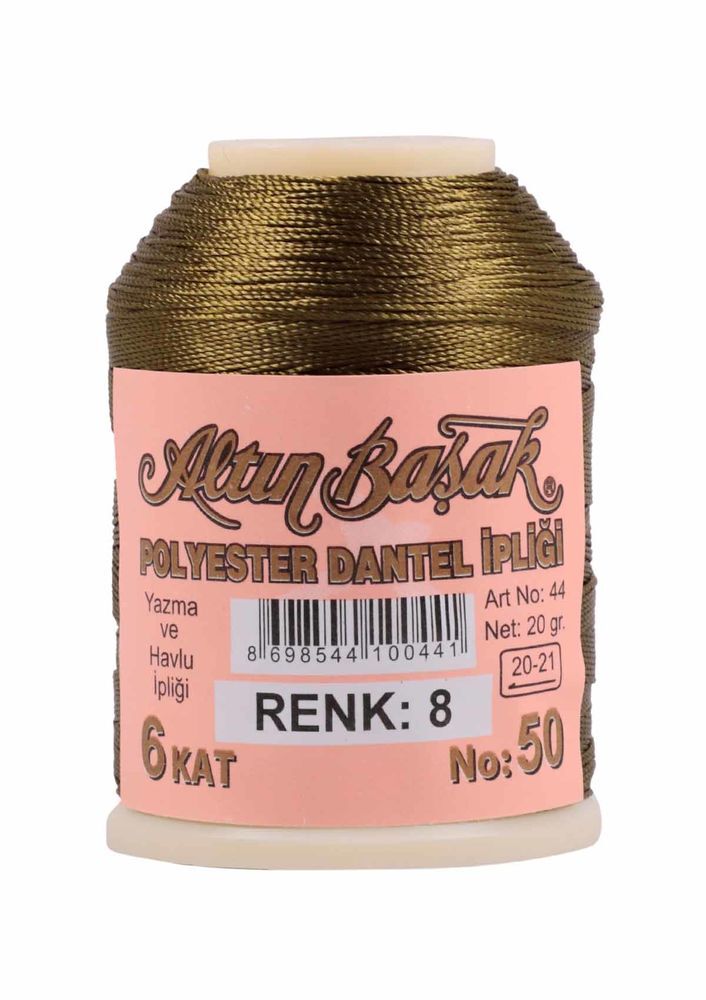 Altın Başak ®
POLYESTER DANTEL İPLİĞİ
Yazma
ve
Havlu
İpliği
8 698544 100441
Art No: 44
Net: 20 gr.
20-21
RENK: 8
6 KAT
No: 50